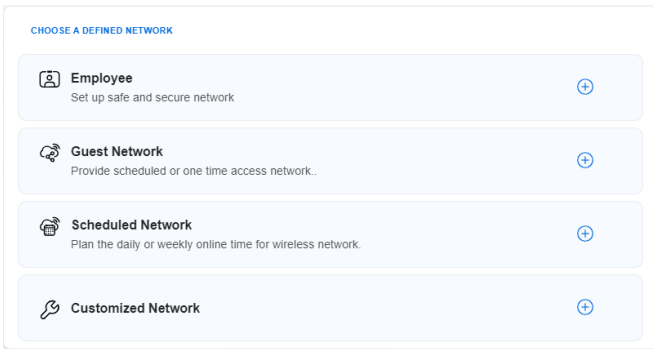 CHOOSE A DEFINED NETWORK
Employee
Set up safe and secure network
Guest Network
Provide scheduled or one time access network..
Scheduled Network
Plan the daily or weekly online time for wireless network.
Customized Network